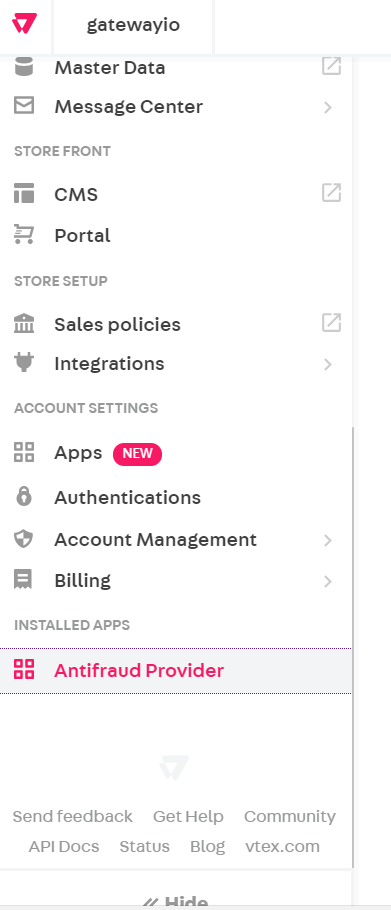 gatewayio
Master Data
Message Center
STORE FRONT
CMS
Portal
STORE SETUP
Sales policies
Integrations
ACCOUNT SETTINGS
Apps NEW
Authentications
Account Management
Billing
INSTALLED APPS
Antifraud Provider
Send feedback Get Help Community
API Docs Status Blog vtex.com
Hide